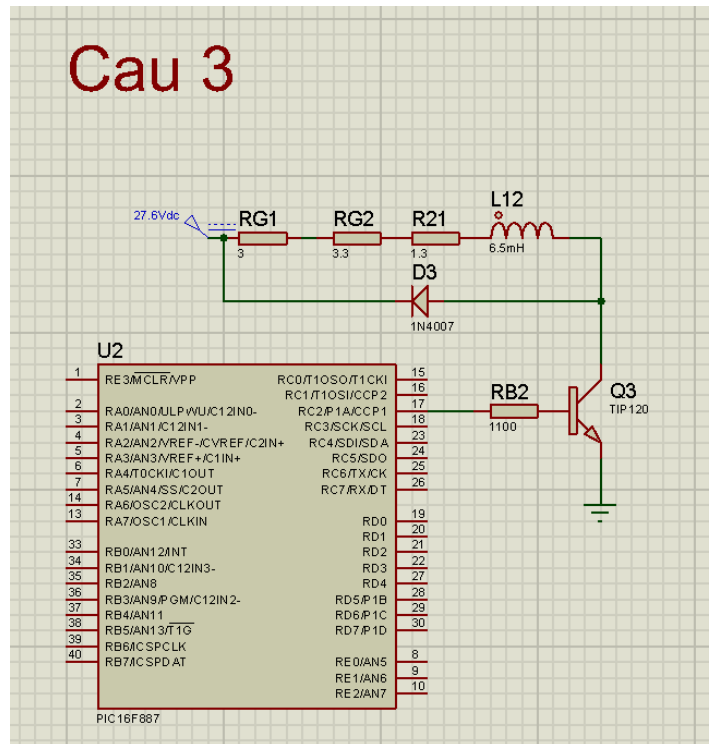 Cau 3
27.6Vdc
RG1
3
RG2
3.3
R21
1.3
L12
6.5mH
D3
1N4007
U2
1 RE3/MCLR/VPP
2 RA0/AN0/ULPWU/C12IN0-
3 RA1/AN1/C12IN1-
4 RA2/AN2/VREF-/CVREF/C2IN+
5 RA3/AN3/VREF+/C1IN+
6 RA4/T0CKI/C1OUT
7 RA5/AN4/SS/C2OUT
14 RA6/OSC2/CLKOUT
13 RA7/OSC1/CLKIN
33 RB0/AN12/INT
34 RB1/AN10/C12IN3-
35 RB2/AN8
36 RB3/AN9/PGM/C12IN2-
37 RB4/AN11
38 RB5/AN13/T1G
39 RB6/ICSPCLK
40 RB7/ICSPDAT
RC0/T1OSO/T1CKI 15
RC1/T1OSI/CCP2 16
RC2/P1A/CCP1 17
RC3/SCK/SCL 18
RC4/SDI/SDA 23
RC5/SDO 24
RC6/TX/CK 25
RC7/RX/DT 26
RD0 19
RD1 20
RD2 21
RD3 22
RD4 27
RD5/P1B 28
RD6/P1C 29
RD7/P1D 30
RE0/AN5 8
RE1/AN6 9
RE2/AN7 10
PIC16F887
RB2
1100
Q3
TIP120